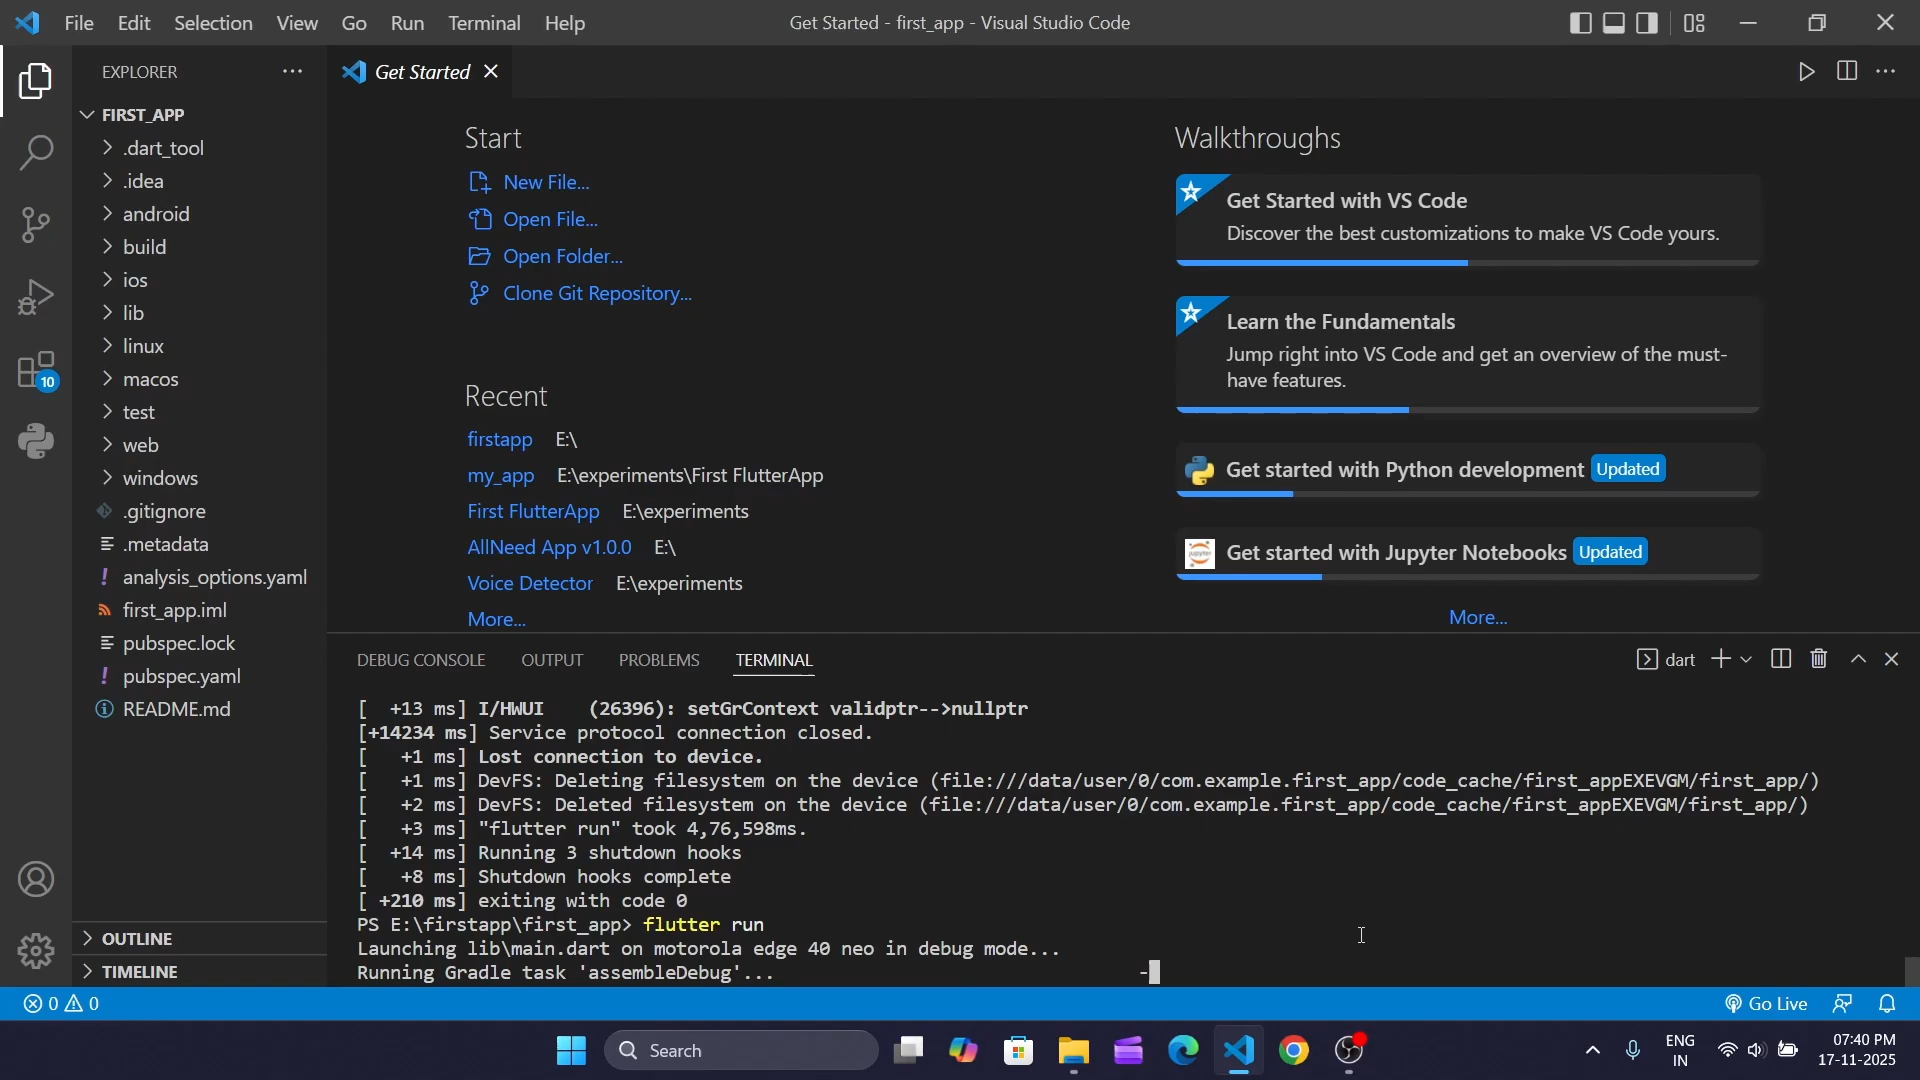 File Edit Selection View Go Run Terminal Help
Get Started - first_app - Visual Studio Code
EXPLORER
Get Started
FIRST_APP
.dart_tool
.idea
android
build
ios
lib
linux
macos
test
web
windows
.gitignore
.metadata
analysis_options.yaml
first_app.iml
pubspec.lock
pubspec.yaml
README.md
OUTLINE
TIMELINE
10
Start
New File...
Open File...
Open Folder...
Clone Git Repository...
Recent
firstapp E:\
my_app E:\experiments\First FlutterApp
First FlutterApp E:\experiments
AllNeed App v1.0.0 E:\
Voice Detector E:\experiments
More...
Walkthroughs
Get Started with VS Code
Discover the best customizations to make VS Code yours.
Learn the Fundamentals
Jump right into VS Code and get an overview of the must-
have features.
Get started with Python development Updated
jupyter Get started with Jupyter Notebooks Updated
More...
DEBUG CONSOLE OUTPUT PROBLEMS TERMINAL
dart
[  +13 ms] I/HWUI    (26396): setGrContext validptr-->nullptr
[+14234 ms] Service protocol connection closed.
[   +1 ms] Lost connection to device.
[   +1 ms] DevFS: Deleting filesystem on the device (file:///data/user/0/com.example.first_app/code_cache/first_appEXEVGM/first_app/)
[   +2 ms] DevFS: Deleted filesystem on the device (file:///data/user/0/com.example.first_app/code_cache/first_appEXEVGM/first_app/)
[   +3 ms] "flutter run" took 4,76,598ms.
[  +14 ms] Running 3 shutdown hooks
[   +8 ms] Shutdown hooks complete
[ +210 ms] exiting with code 0
PS E:\firstapp\first_app> flutter run
Launching lib\main.dart on motorola edge 40 neo in debug mode...
Running Gradle task 'assembleDebug'... -
0 0
Go Live
Search
ENG
IN
07:40 PM
17-11-2025